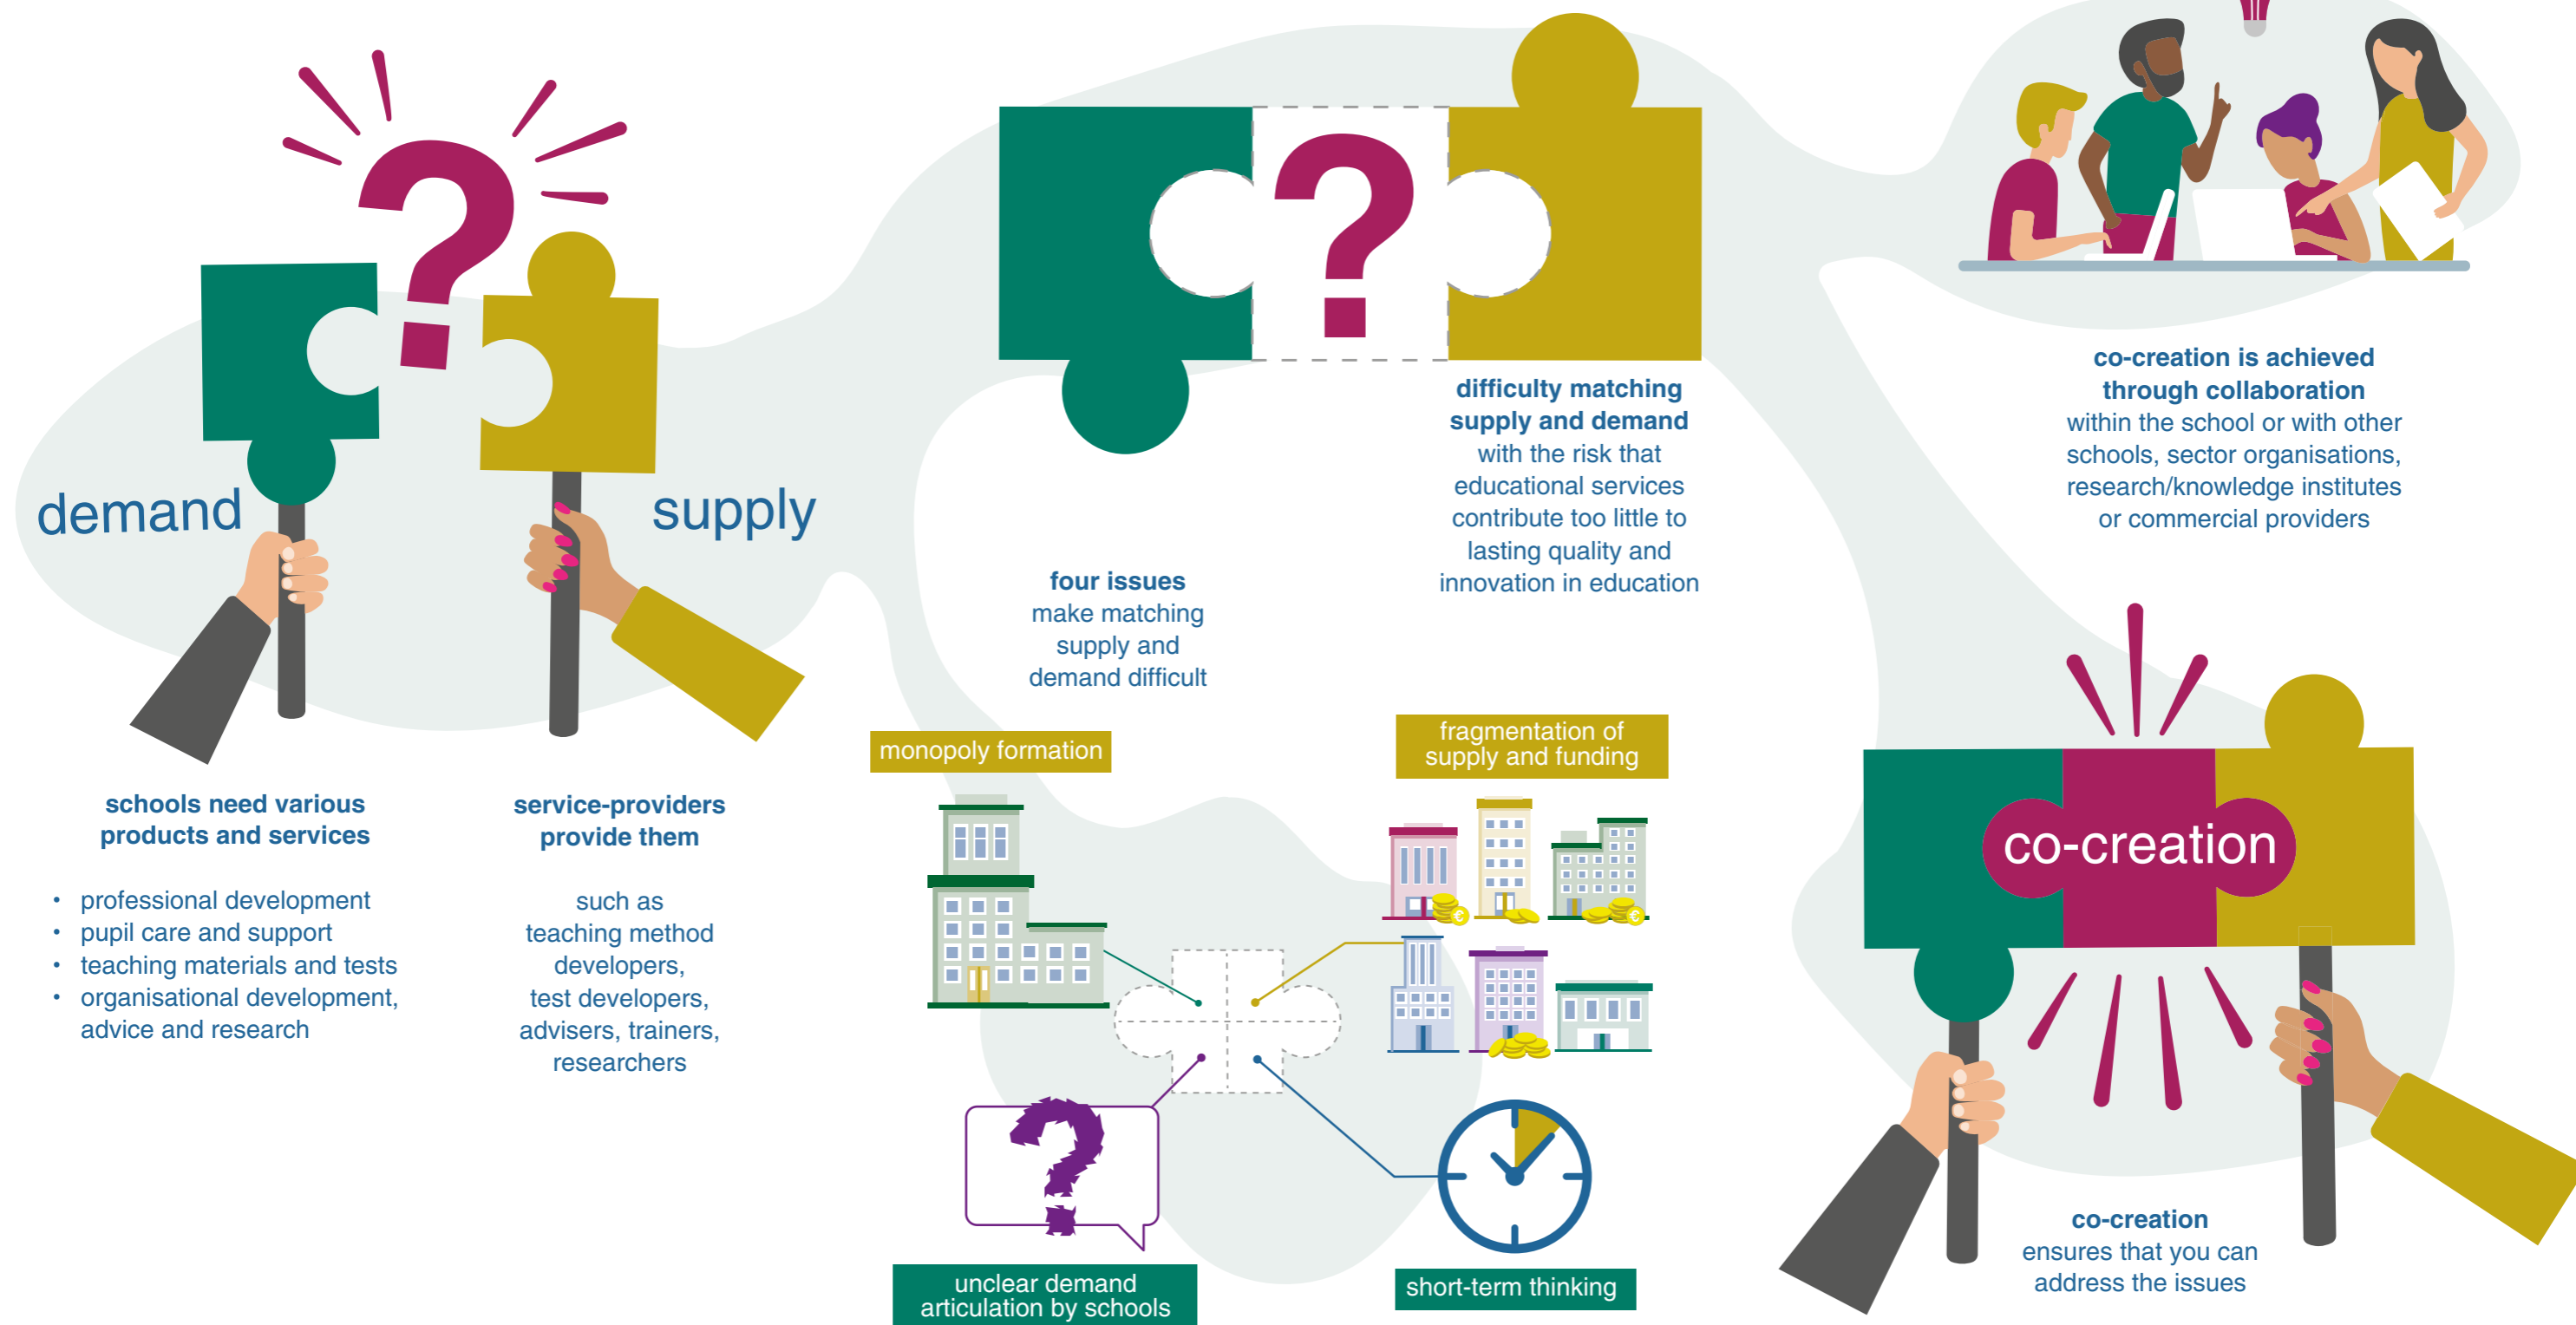 demand
supply
schools need various
products and services
• professional development
• pupil care and support
• teaching materials and tests
• organisational development,
advice and research
service-providers
provide them
such as
teaching method
developers,
test developers,
advisers, trainers,
researchers
?
difficulty matching
supply and demand
with the risk that
educational services
contribute too little to
lasting quality and
innovation in education
four issues
make matching
supply and
demand difficult
monopoly formation
fragmentation of
supply and funding
unclear demand
articulation by schools
short-term thinking
co-creation is achieved
through collaboration
within the school or with other
schools, sector organisations,
research/knowledge institutes
or commercial providers
co-creation
co-creation
ensures that you can
address the issues